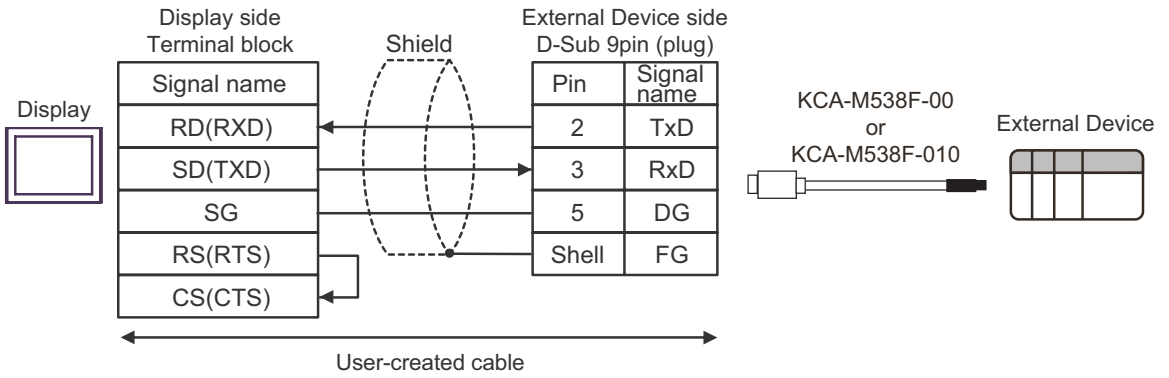 Display side
Terminal block
Shield
External Device side
D-Sub 9pin (plug)
Signal name
Pin
Signal
name
Display
RD(RXD)
2
TxD
SD(TXD)
3
RxD
SG
5
DG
RS(RTS)
Shell
FG
CS(CTS)
User-created cable
KCA-M538F-00
or
KCA-M538F-010
External Device